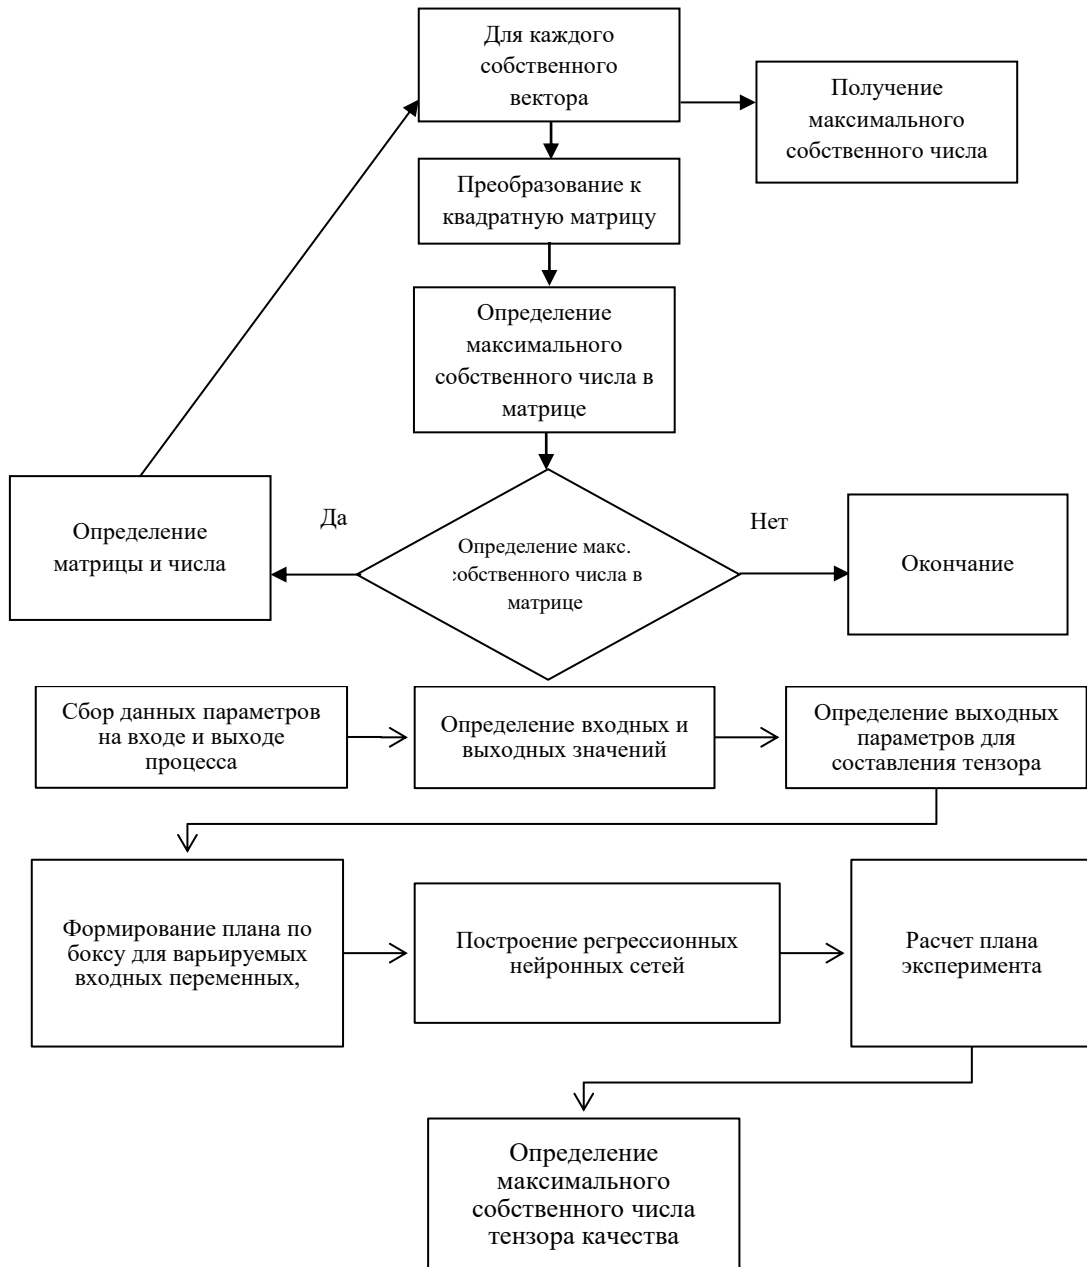 Для каждого
собственного
вектора
Получение
максимального
собственного числа
Преобразование к
квадратную матрицу
Определение
максимального
собственного числа в
матрице
Определение
матрицы и числа
Да
Определение макс.
собственного числа в
матрице
Нет
Окончание
Сбор данных параметров
на входе и выходе
процесса
Определение входных и
выходных значений
Определение выходных
параметров для
составления тензора
Формирование плана по
боксу для варьируемых
входных переменных,
Построение регрессионных
нейронных сетей
Расчет плана
эксперимента
Определение
максимального
собственного числа
тензора качества